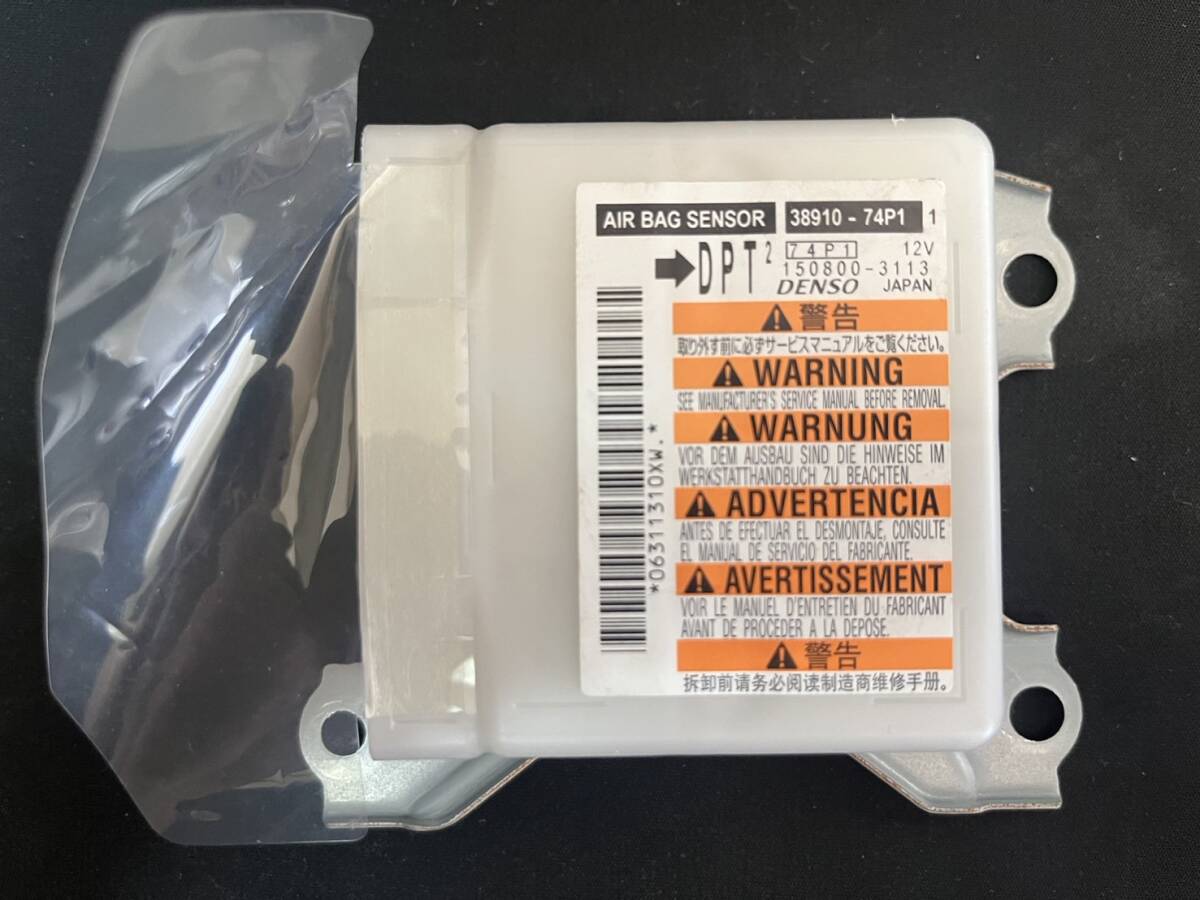 AIR BAG SENSOR 38910 - 74P1 1
➡DPT² 74P1 12V
150800-3113
DENSO JAPAN
⚠警告
取り外す前に必ずサービスマニュアルをご覧ください。
⚠WARNING
SEE MANUFACTURER'S SERVICE MANUAL BEFORE REMOVAL.
⚠WARNUNG
VOR DEM AUSBAU SIND DIE HINWEISE IM
WERKSTATTHANDBUCH ZU BEACHTEN.
⚠ADVERTENCIA
ANTES DE EFECTUAR EL DESMONTAJE, CONSULTE
EL MANUAL DE SERVICIO DEL FABRICANTE.
⚠AVERTISSEMENT
VOIR LE MANUEL D'ENTRETIEN DU FABRICANT
AVANT DE PROCEDER A LA DEPOSE.
⚠警告
拆卸前请务必阅读制造商维修手册。
*06311310XW.*